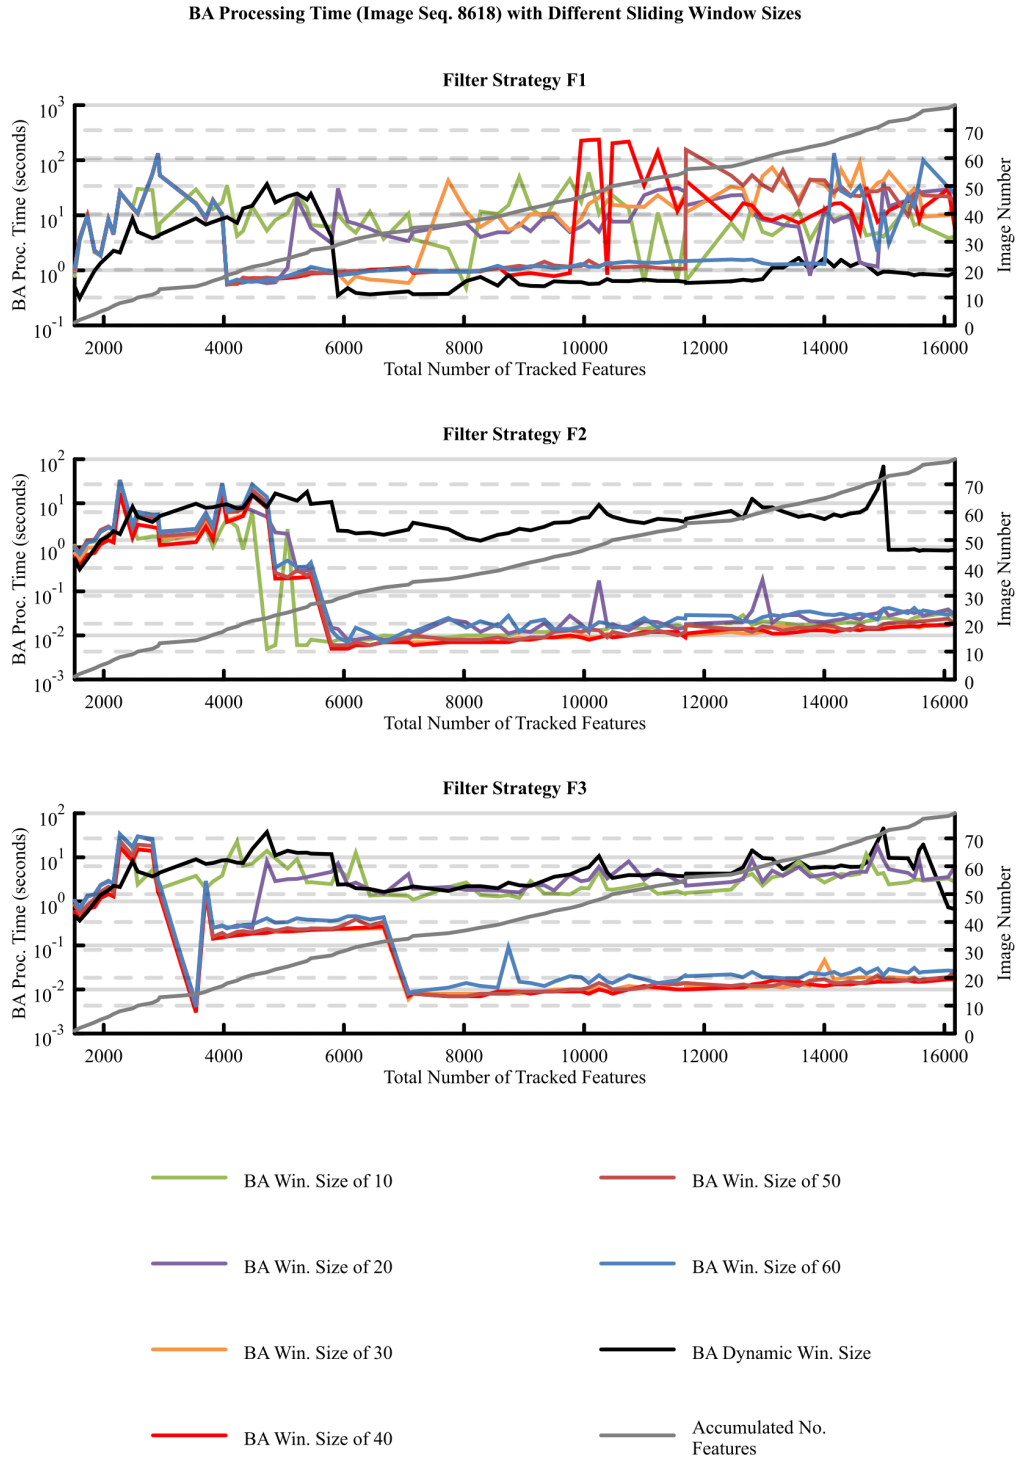 BA Processing Time (Image Seq. 8618) with Different Sliding Window Sizes
Filter Strategy F1
BA Proc. Time (seconds)
10^3
10^2
10^1
10^0
10^-1
70
60
50
40
30
20
10
0
Image Number
2000 4000 6000 8000 10000 12000 14000 16000
Total Number of Tracked Features
Filter Strategy F2
BA Proc. Time (seconds)
10^2
10^1
10^0
10^-1
10^-2
10^-3
70
60
50
40
30
20
10
0
Image Number
2000 4000 6000 8000 10000 12000 14000 16000
Total Number of Tracked Features
Filter Strategy F3
BA Proc. Time (seconds)
10^2
10^1
10^0
10^-1
10^-2
10^-3
70
60
50
40
30
20
10
0
Image Number
2000 4000 6000 8000 10000 12000 14000 16000
Total Number of Tracked Features
BA Win. Size of 10
BA Win. Size of 50
BA Win. Size of 20
BA Win. Size of 60
BA Win. Size of 30
BA Dynamic Win. Size
BA Win. Size of 40
Accumulated No.
Features